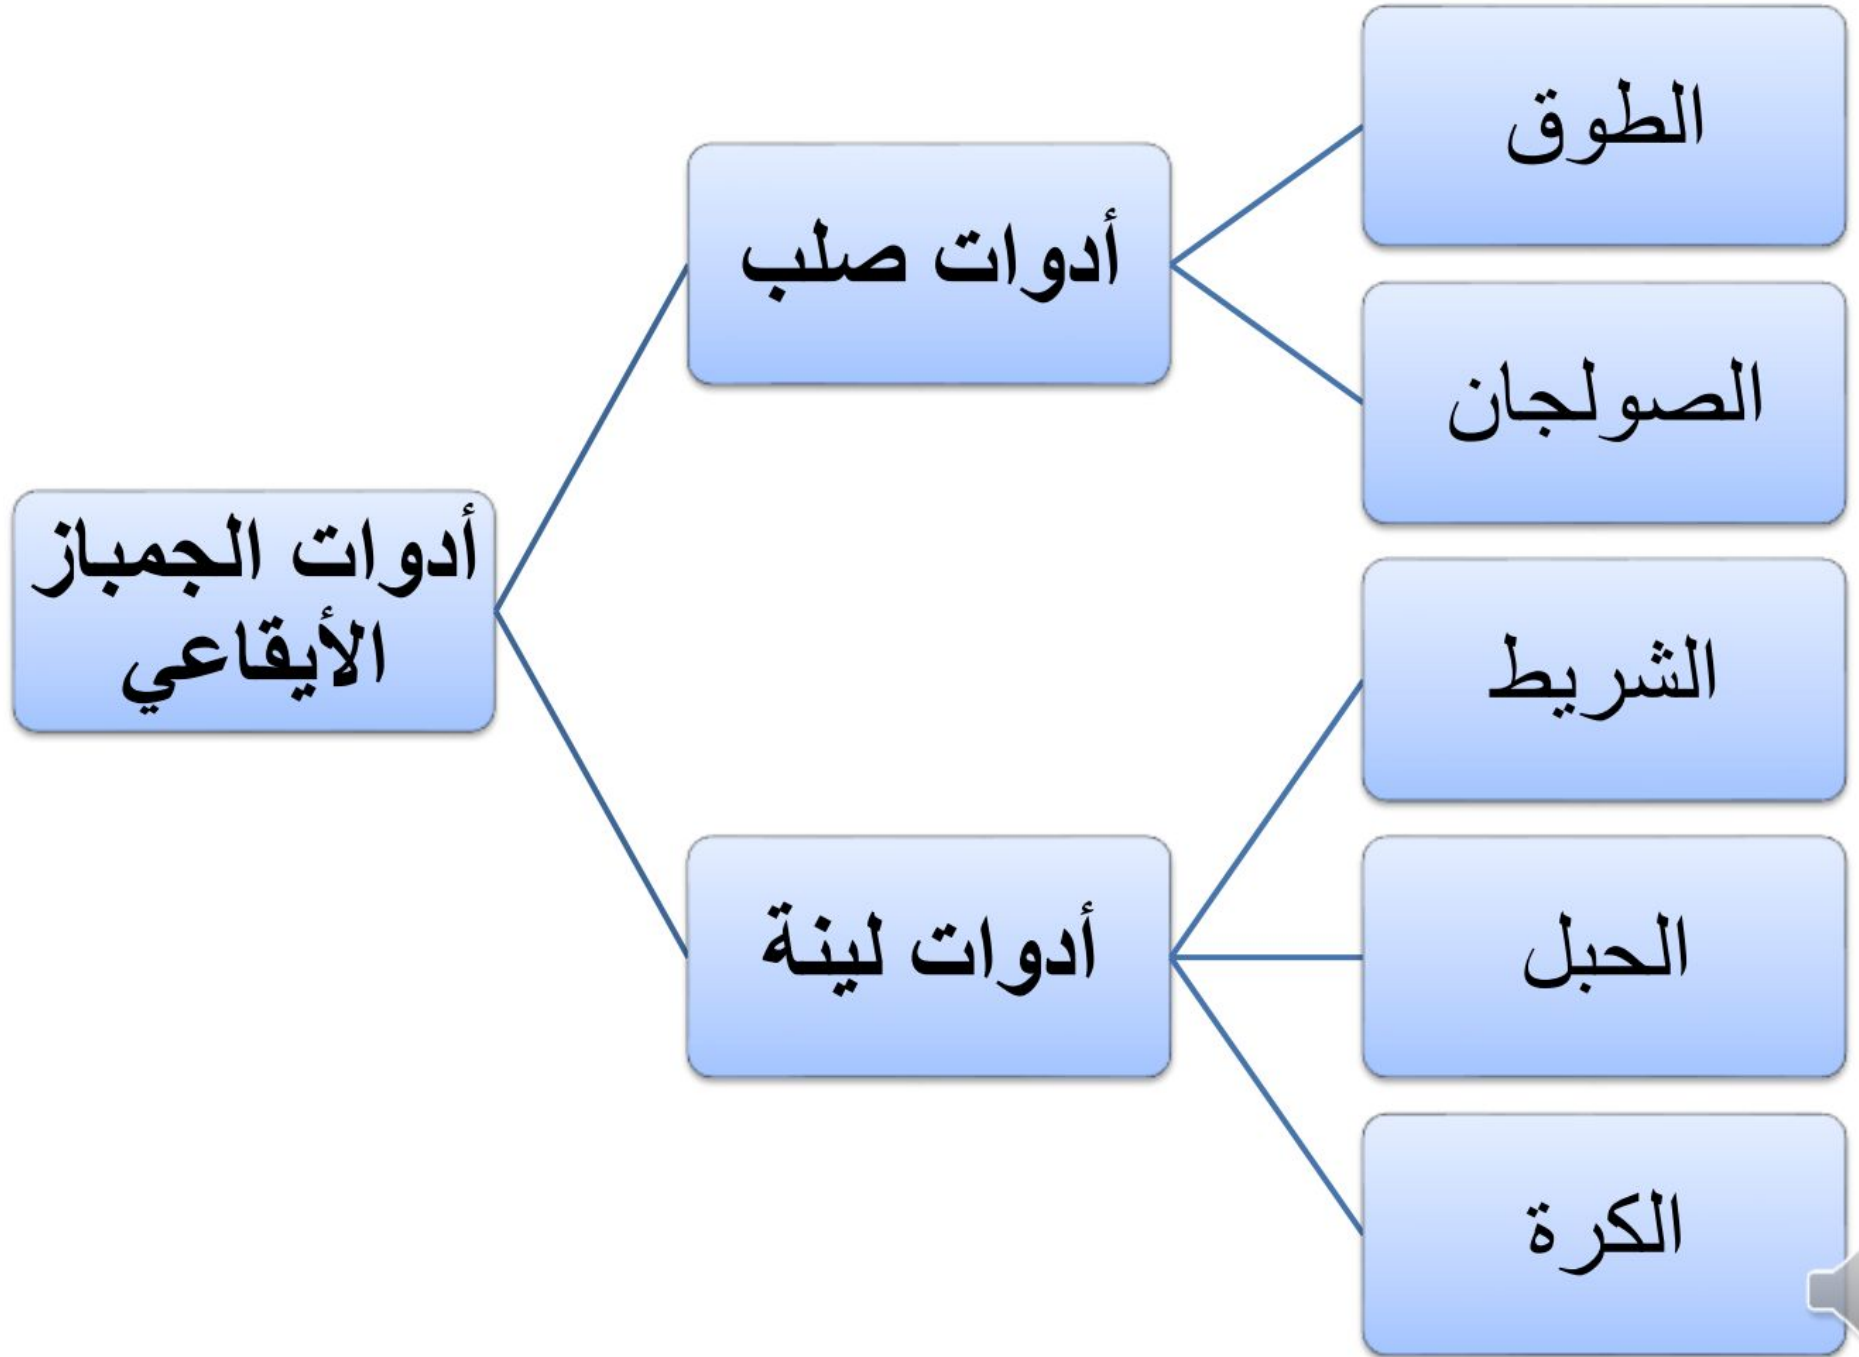 أدوات الجمباز
الأيقاعي
أدوات صلب
الطوق
الصولجان
أدوات لينة
الشريط
الحبل
الكرة